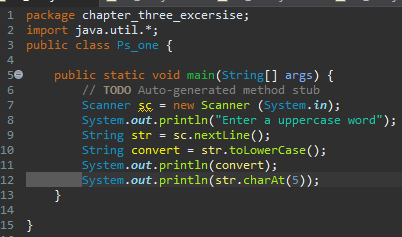 1 package chapter_three_excersise;
2 import java.util.*;
3 public class Ps_one {
4
5 public static void main(String[] args) {
6 // TODO Auto-generated method stub
7 Scanner sc = new Scanner (System.in);
8 System.out.println("Enter a uppercase word");
9 String str = sc.nextLine();
10 String convert = str.toLowerCase();
11 System.out.println(convert);
12 System.out.println(str.charAt(5));
13 }
14
15 }